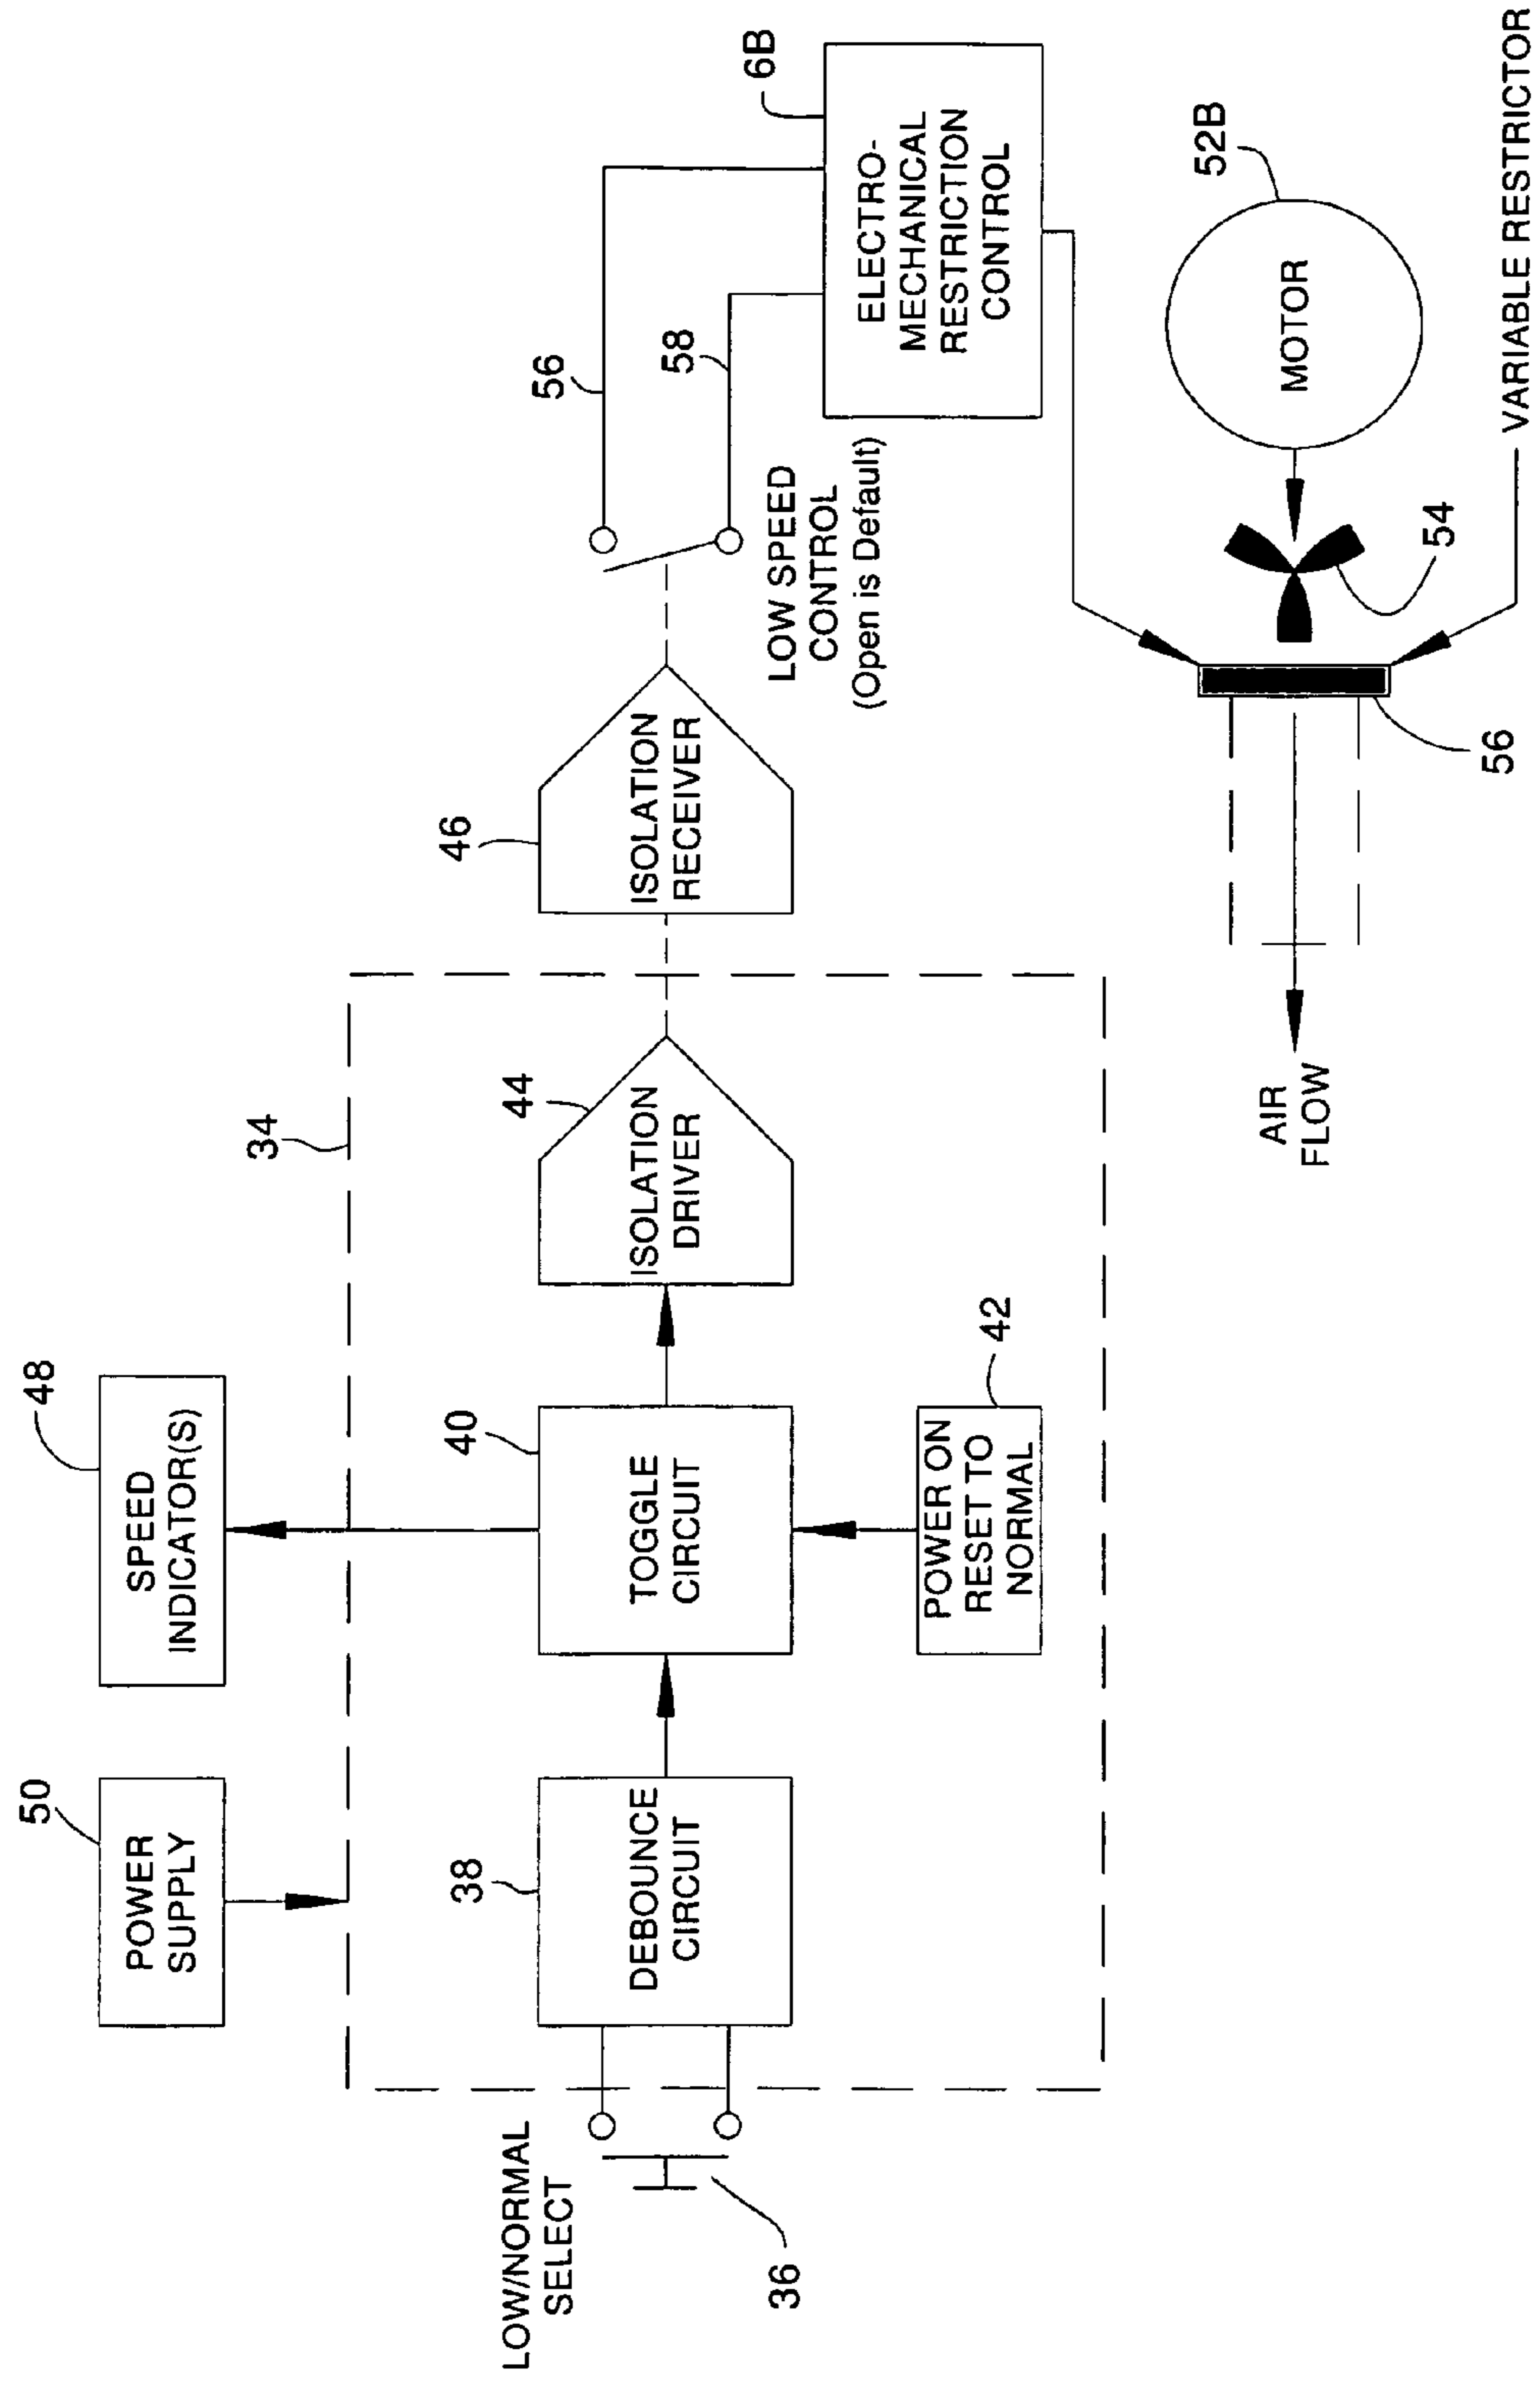 50
POWER
SUPPLY
48
SPEED
INDICATOR(S)
34
LOW/NORMAL
SELECT
36
38
DEBOUNCE
CIRCUIT
40
TOGGLE
CIRCUIT
44
ISOLATION
DRIVER
46
ISOLATION
RECEIVER
42
POWER ON
RESET TO
NORMAL
56
58
LOW SPEED
CONTROL
(Open is Default)
6B
ELECTRO-
MECHANICAL
RESTRICTION
CONTROL
52B
MOTOR
54
AIR
FLOW
56
VARIABLE RESTRICTOR